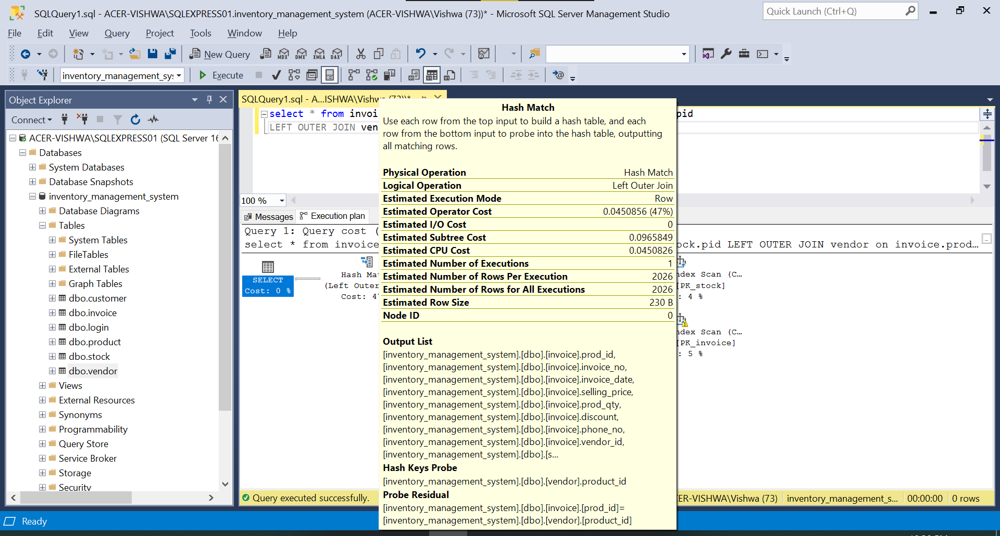 SQLQuery1.sql - ACER-VISHWA\SQLEXPRESS01.inventory_management_system (ACER-VISHWA\Vishwa (73))* - Microsoft SQL Server Management Studio
Quick Launch (Ctrl+Q)
File Edit View Query Project Tools Window Help
New Query
MDX DMX XMLA DAX
inventory_management_sys
Execute
Object Explorer
Connect
ACER-VISHWA\SQLEXPRESS01 (SQL Server 16
Databases
System Databases
Database Snapshots
inventory_management_system
Database Diagrams
Tables
System Tables
FileTables
External Tables
Graph Tables
dbo.customer
dbo.invoice
dbo.login
dbo.product
dbo.stock
dbo.vendor
Views
External Resources
Synonyms
Programmability
Query Store
Service Broker
Storage
Security
SQLQuery1.sql - A...ISHWA\Vishwa (73))*
select * from invoi
pid
LEFT OUTER JOIN ven
100 %
Messages
Execution plan
Query 1: Query cost (
select * from invoice
ock.pid LEFT OUTER JOIN vendor on invoice.prod...
SELECT
Cost: 0 %
Hash Ma
(Left Outer
Cost: 47
ndex Scan (C...
[PK_stock]
: 4 %
ndex Scan (C...
[PK_invoice]
: 5 %
Hash Match
Use each row from the top input to build a hash table, and each
row from the bottom input to probe into the hash table, outputting
all matching rows.
Physical Operation Hash Match
Logical Operation Left Outer Join
Estimated Execution Mode Row
Estimated Operator Cost 0.0450856 (47%)
Estimated I/O Cost 0
Estimated Subtree Cost 0.0965849
Estimated CPU Cost 0.0450826
Estimated Number of Executions 1
Estimated Number of Rows Per Execution 2026
Estimated Number of Rows for All Executions 2026
Estimated Row Size 230 B
Node ID 0
Output List
[inventory_management_system].[dbo].[invoice].prod_id,
[inventory_management_system].[dbo].[invoice].invoice_no,
[inventory_management_system].[dbo].[invoice].invoice_date,
[inventory_management_system].[dbo].[invoice].selling_price,
[inventory_management_system].[dbo].[invoice].prod_qty,
[inventory_management_system].[dbo].[invoice].discount,
[inventory_management_system].[dbo].[invoice].phone_no,
[inventory_management_system].[dbo].[invoice].vendor_id,
[inventory_management_system].[dbo].[s...
Hash Keys Probe
[inventory_management_system].[dbo].[vendor].product_id
Probe Residual
[inventory_management_system].[dbo].[invoice].[prod_id]=
[inventory_management_system].[dbo].[vendor].[product_id]
Query executed successfully.
CER-VISHWA\Vishwa (73)
inventory_management_s...
00:00:00
0 rows
Ready